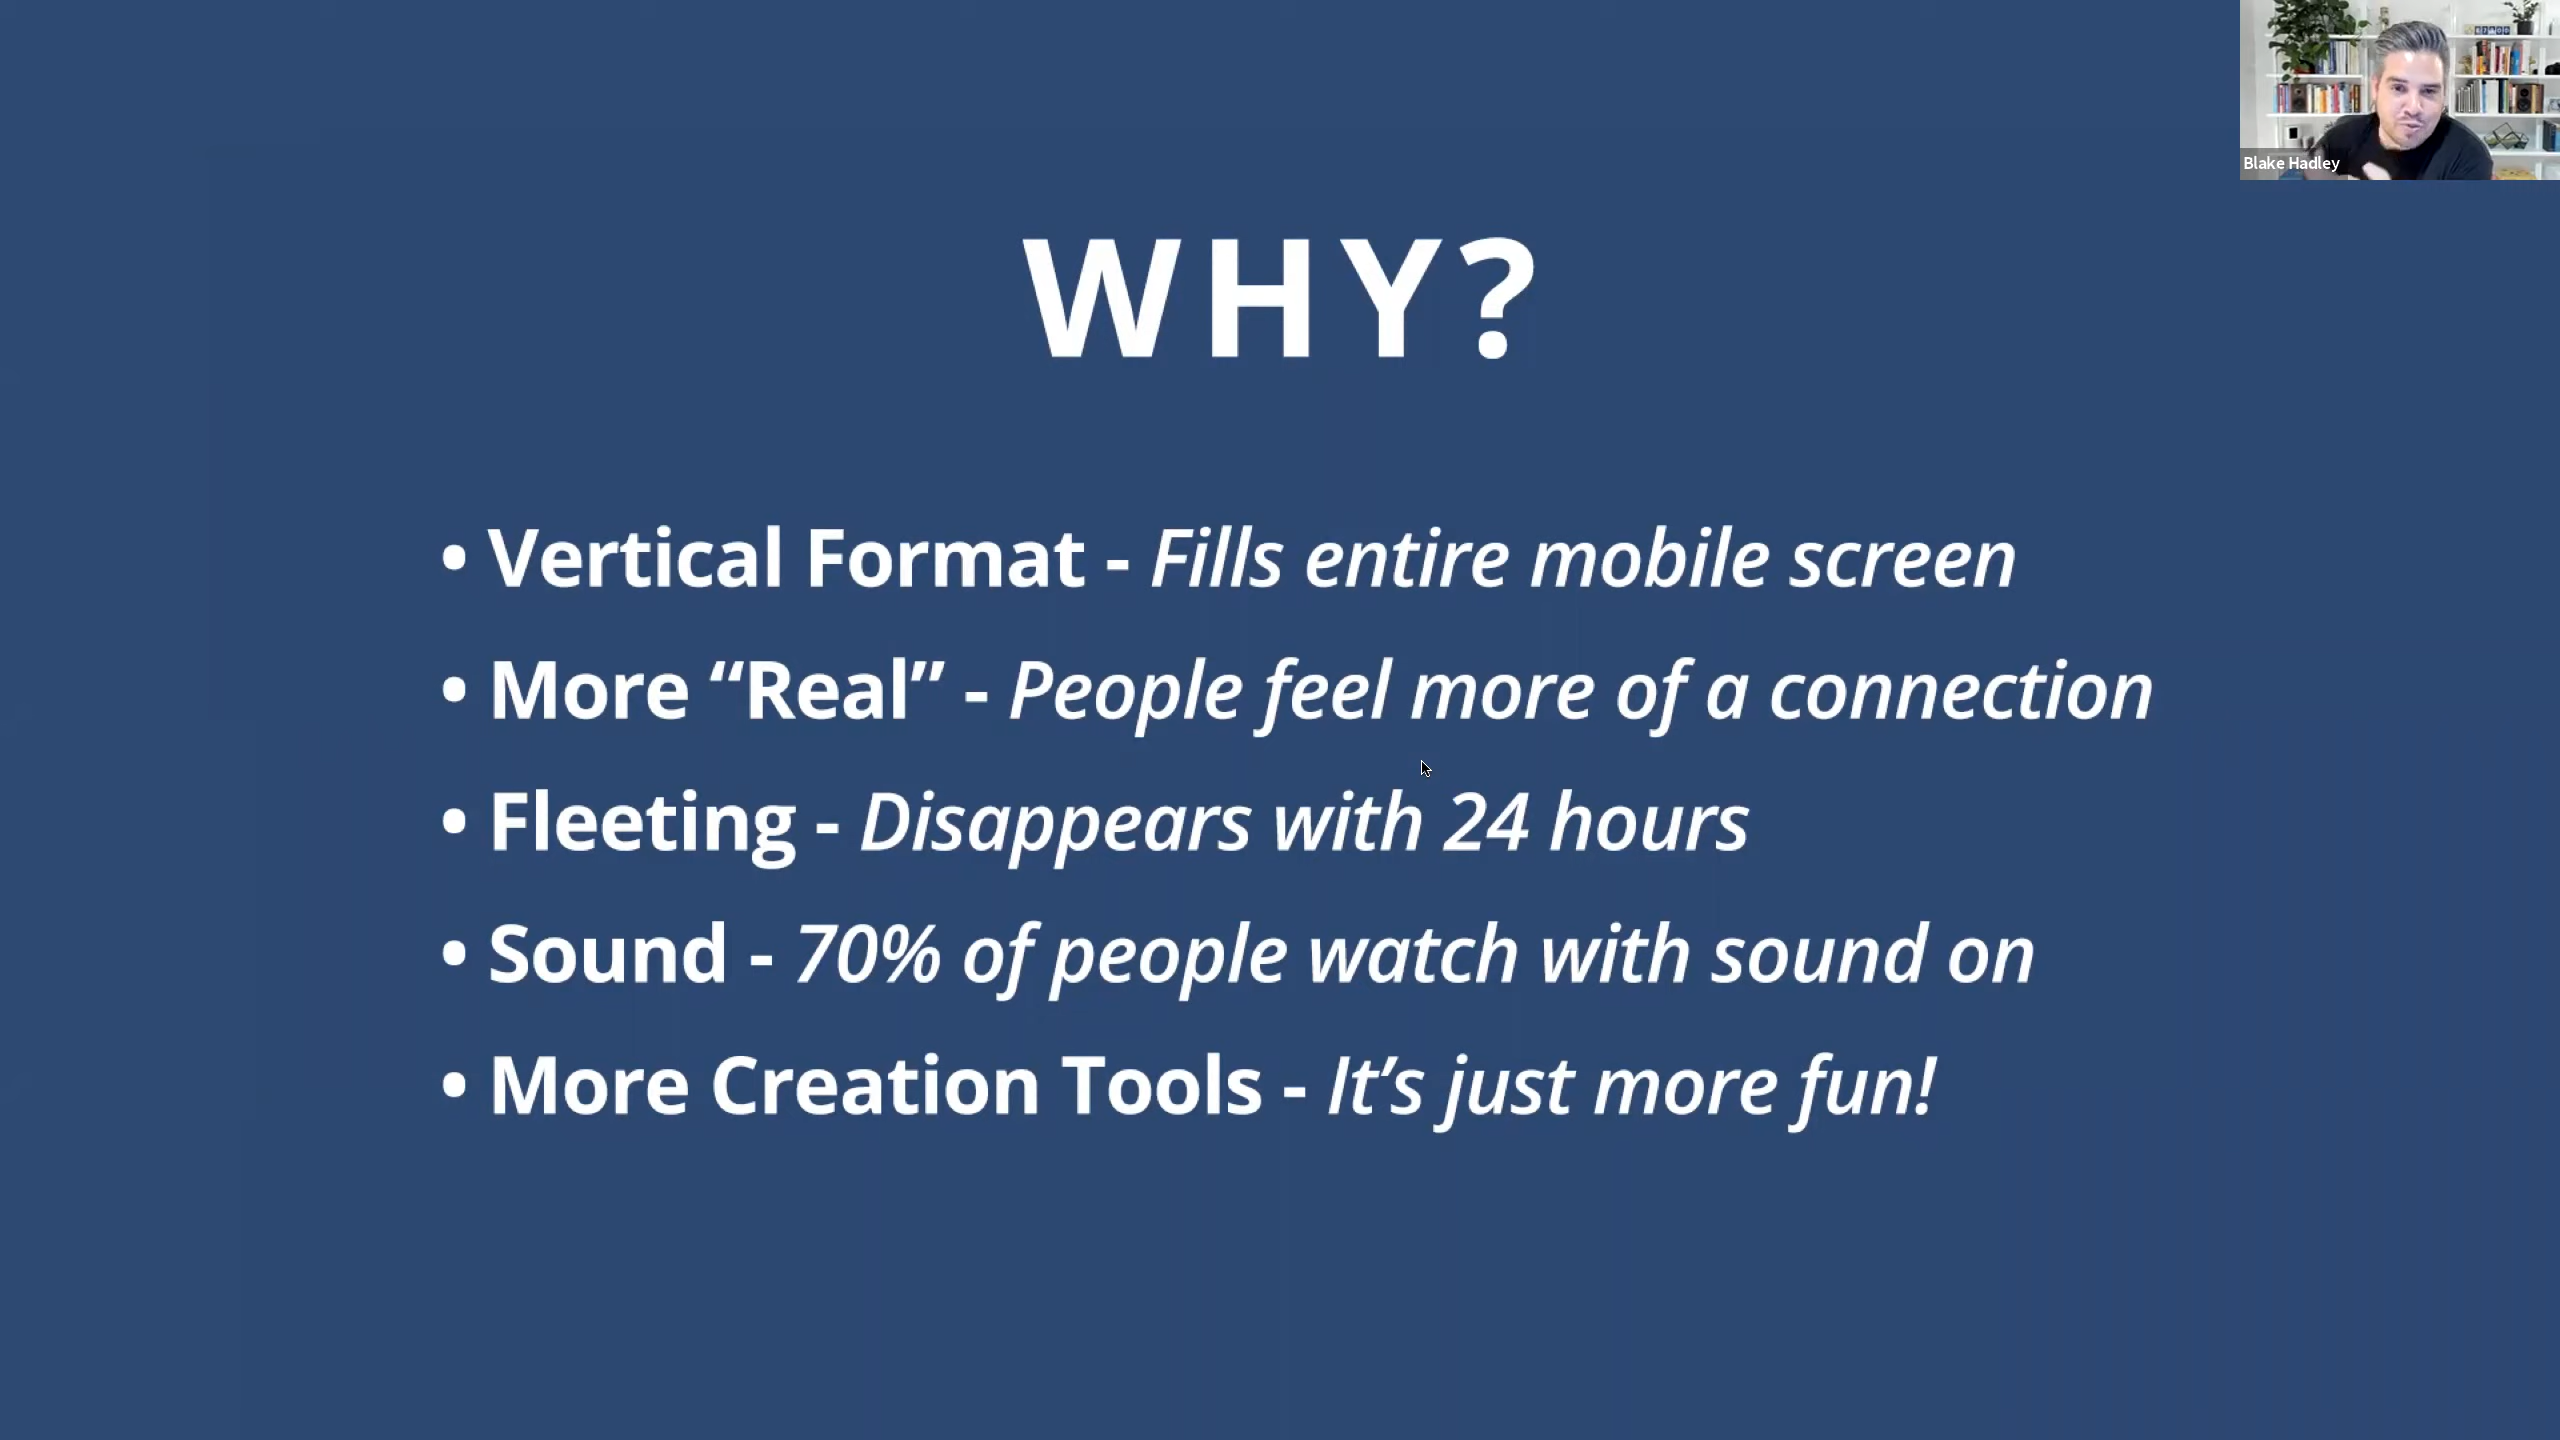 Blake Hadley
WHY?
• Vertical Format - Fills entire mobile screen
• More “Real” - People feel more of a connection
• Fleeting - Disappears with 24 hours
• Sound - 70% of people watch with sound on
• More Creation Tools - It’s just more fun!